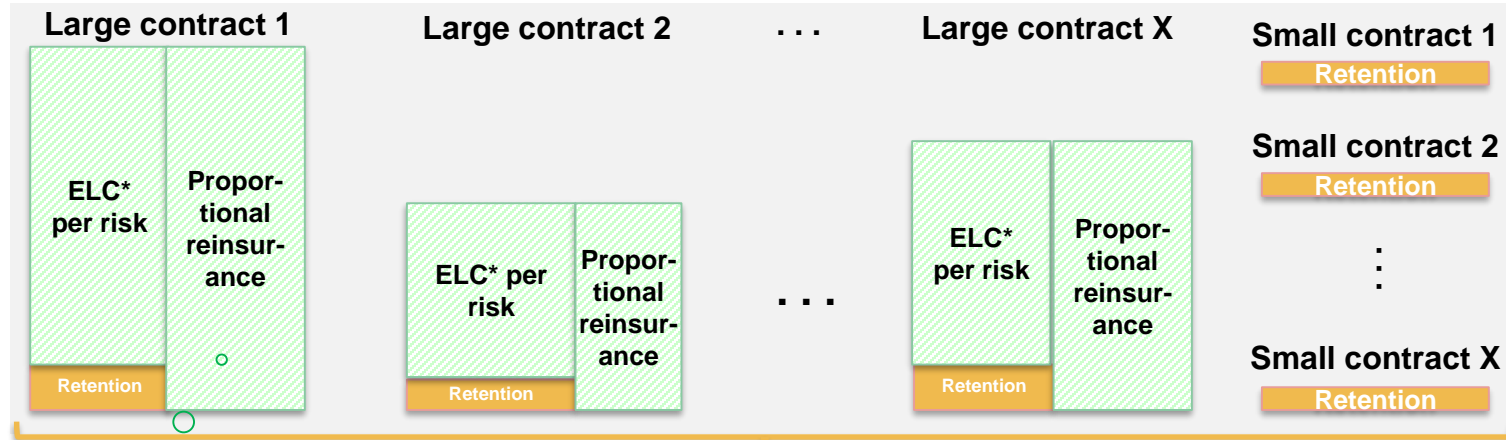 Large contract 1
ELC*
per risk
Propor-
tional
reinsur-
ance
Retention
Large contract 2
ELC* per
risk
Propor-
tional
reinsur-
ance
Retention
. . .
. . .
Large contract X
ELC*
per risk
Propor-
tional
reinsur-
ance
Retention
Small contract 1
Retention
Small contract 2
Retention
. . .
Small contract X
Retention